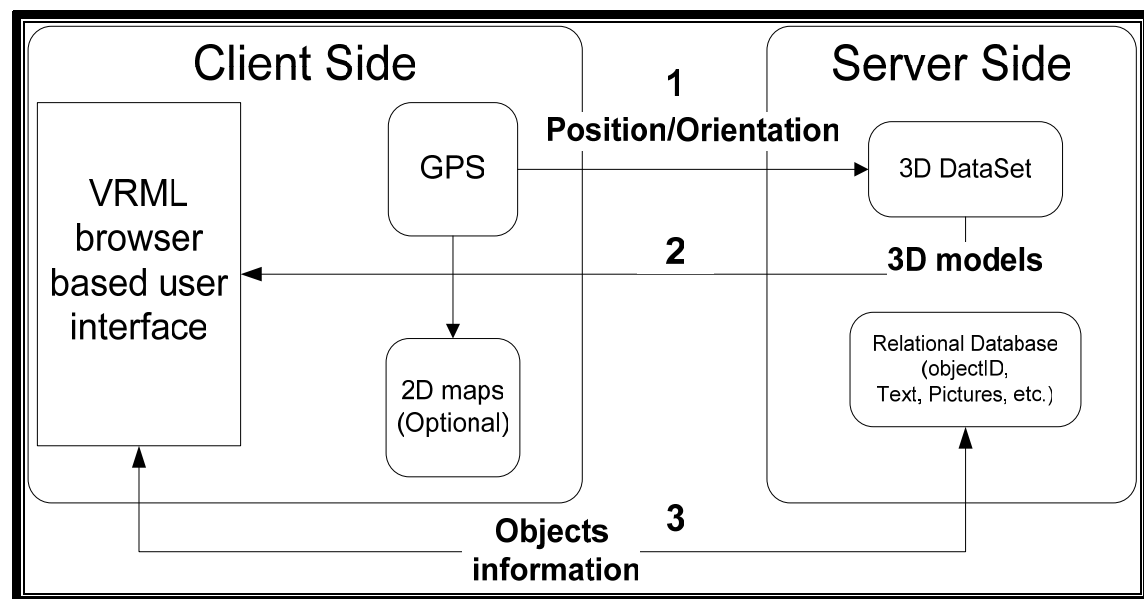 Client Side
Server Side
1
Position/Orientation
VRML
browser
based user
interface
GPS
3D DataSet
2
3D models
2D maps
(Optional)
Relational Database
(objectID,
Text, Pictures, etc.)
3
Objects
information